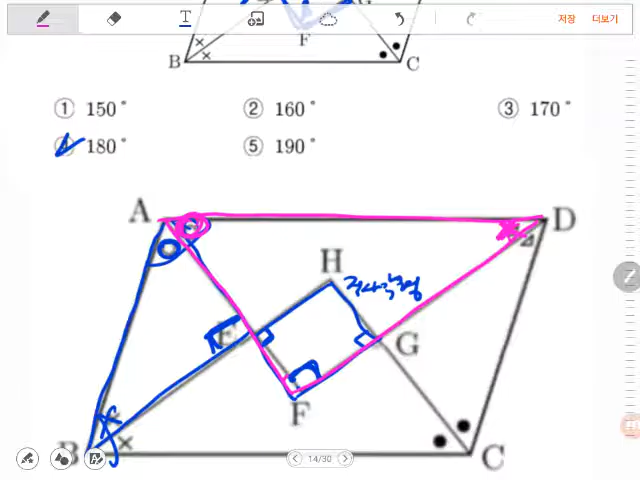 저장 더보기
G
F
B C
① 150° ② 160° ③ 170°
④ 180° ⑤ 190°
A D
H
직사각형
E G
F
B C
14/30